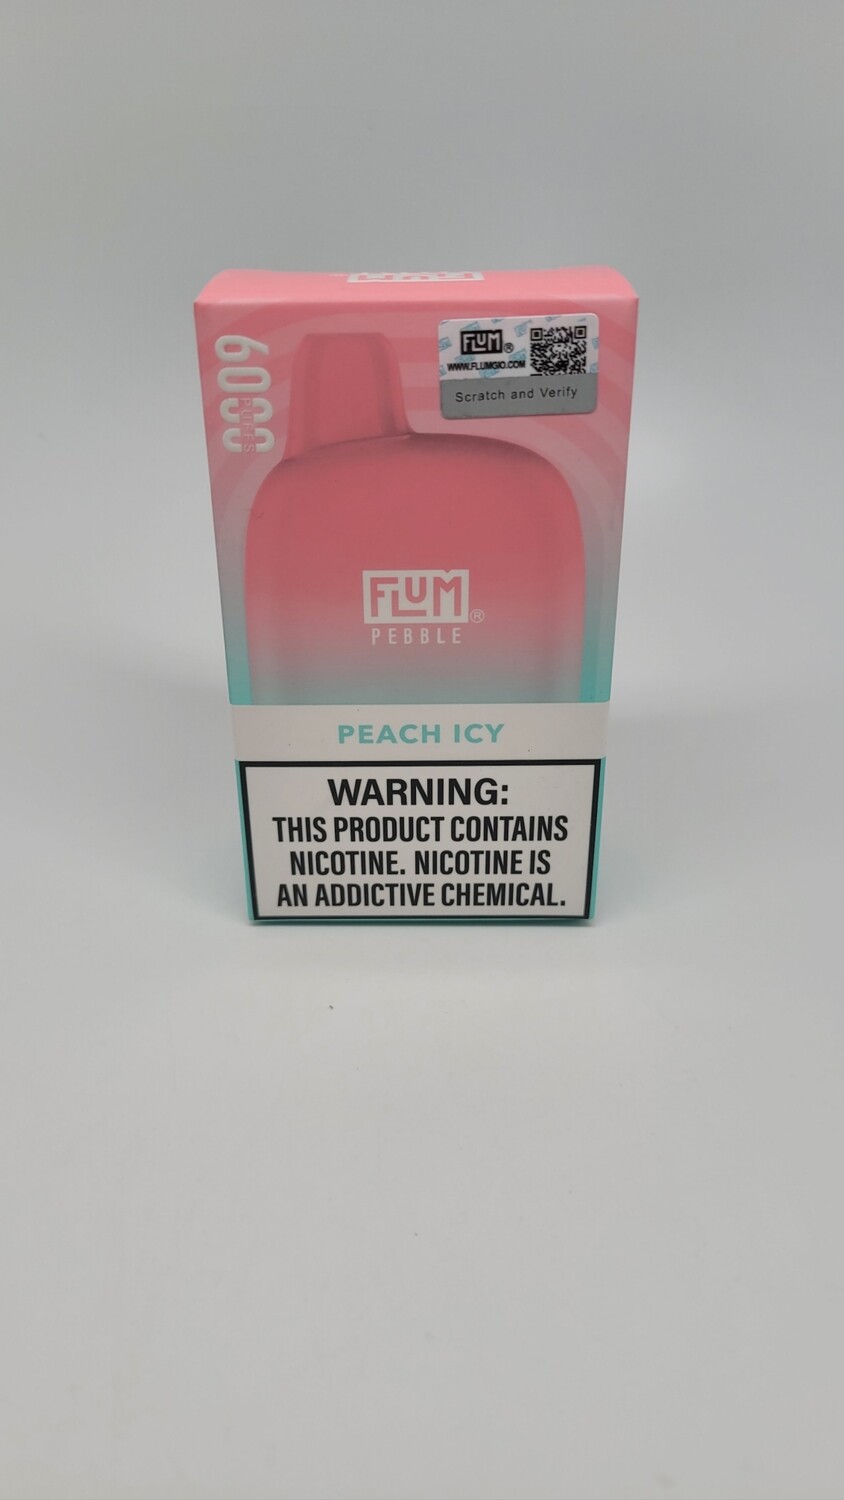 FLUM
6000
PUFFS
FLUM®
WWW.FLUMGIO.COM
Scratch and Verify
FLUM®
PEBBLE
PEACH ICY
WARNING:
THIS PRODUCT CONTAINS
NICOTINE. NICOTINE IS
AN ADDICTIVE CHEMICAL.